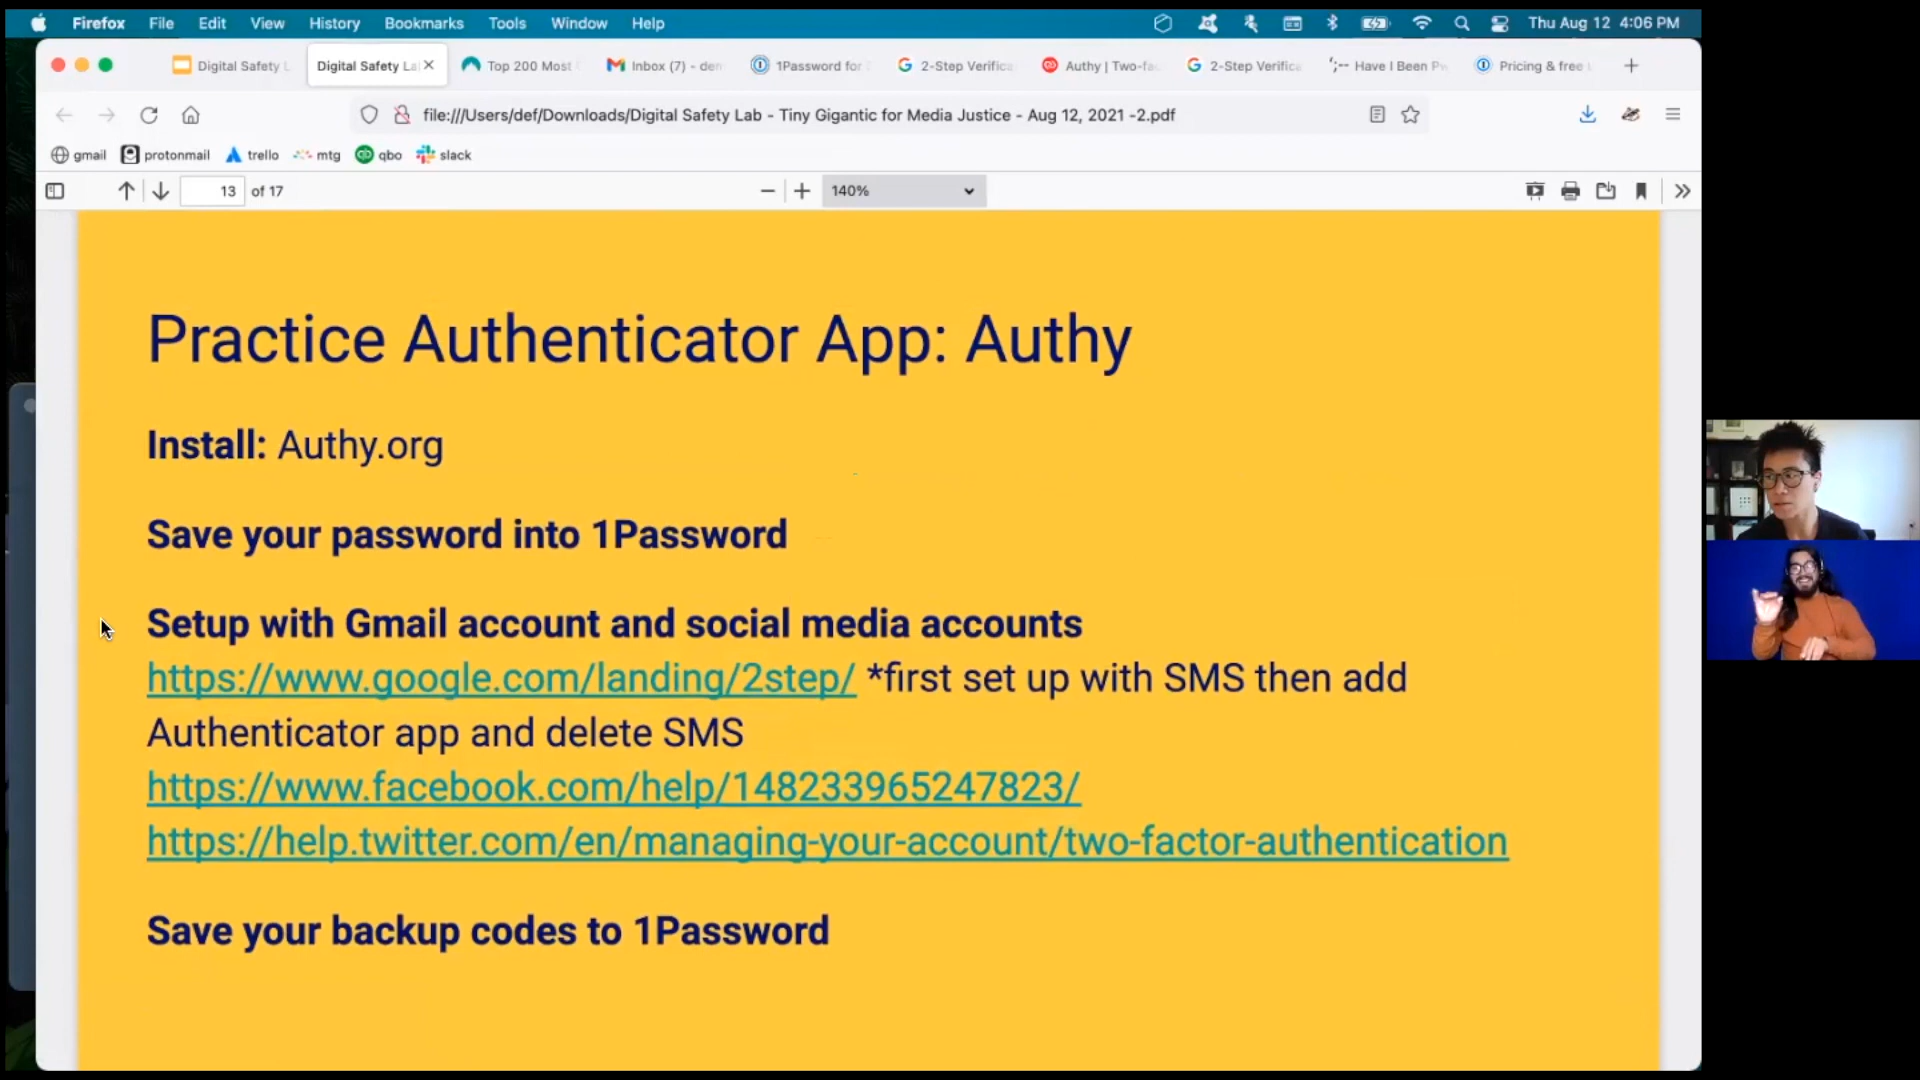 Firefox File Edit View History Bookmarks Tools Window Help Thu Aug 12 4:06 PM
Digital Safety L Digital Safety La Top 200 Most Inbox (7) - den 1Password for 2-Step Verifica Authy | Two-fa 2-Step Verifica Have I Been Pw Pricing & free
file:///Users/def/Downloads/Digital Safety Lab - Tiny Gigantic for Media Justice - Aug 12, 2021 -2.pdf
gmail protonmail trello mtg qbo slack
13 of 17 140%
Practice Authenticator App: Authy
Install: Authy.org
Save your password into 1Password
Setup with Gmail account and social media accounts
https://www.google.com/landing/2step/ *first set up with SMS then add
Authenticator app and delete SMS
https://www.facebook.com/help/148233965247823/
https://help.twitter.com/en/managing-your-account/two-factor-authentication
Save your backup codes to 1Password